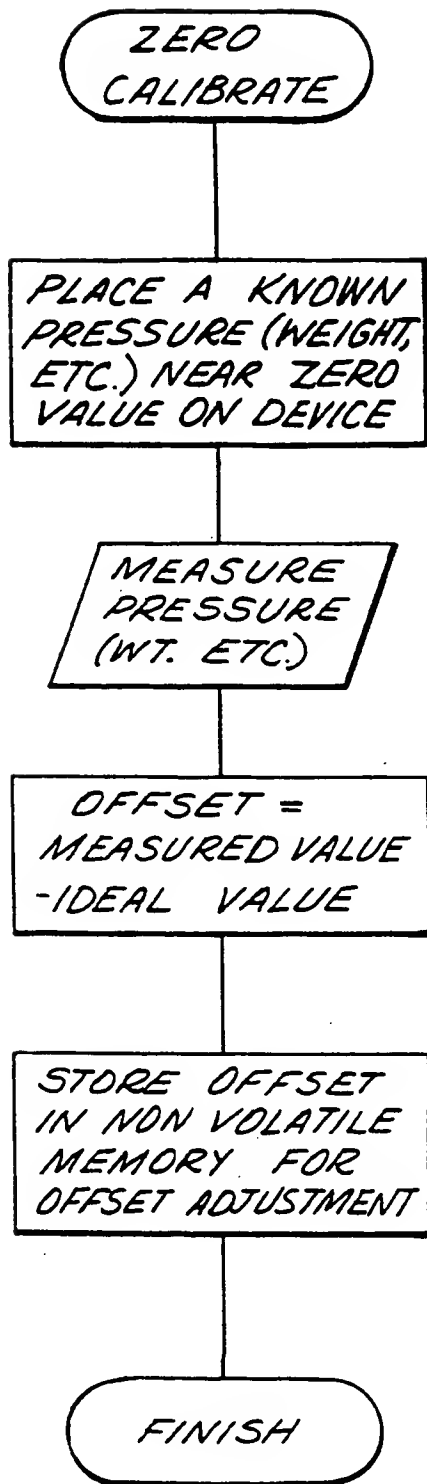 ZERO
CALIBRATE
PLACE A KNOWN
PRESSURE (WEIGHT,
ETC.) NEAR ZERO
VALUE ON DEVICE
MEASURE
PRESSURE
(WT. ETC.)
OFFSET =
MEASURED VALUE
-IDEAL VALUE
STORE OFFSET
IN NON VOLATILE
MEMORY FOR
OFFSET ADJUSTMENT
FINISH